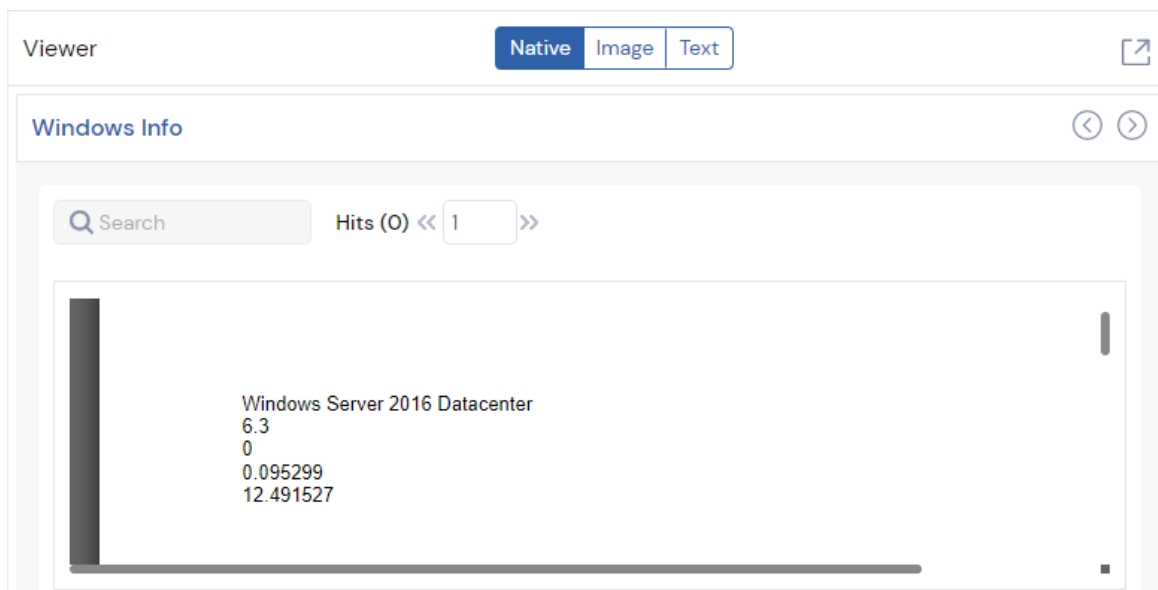 Viewer
Native Image Text
Windows Info
Search Hits (0) 1
Windows Server 2016 Datacenter
6.3
0
0.095299
12.491527